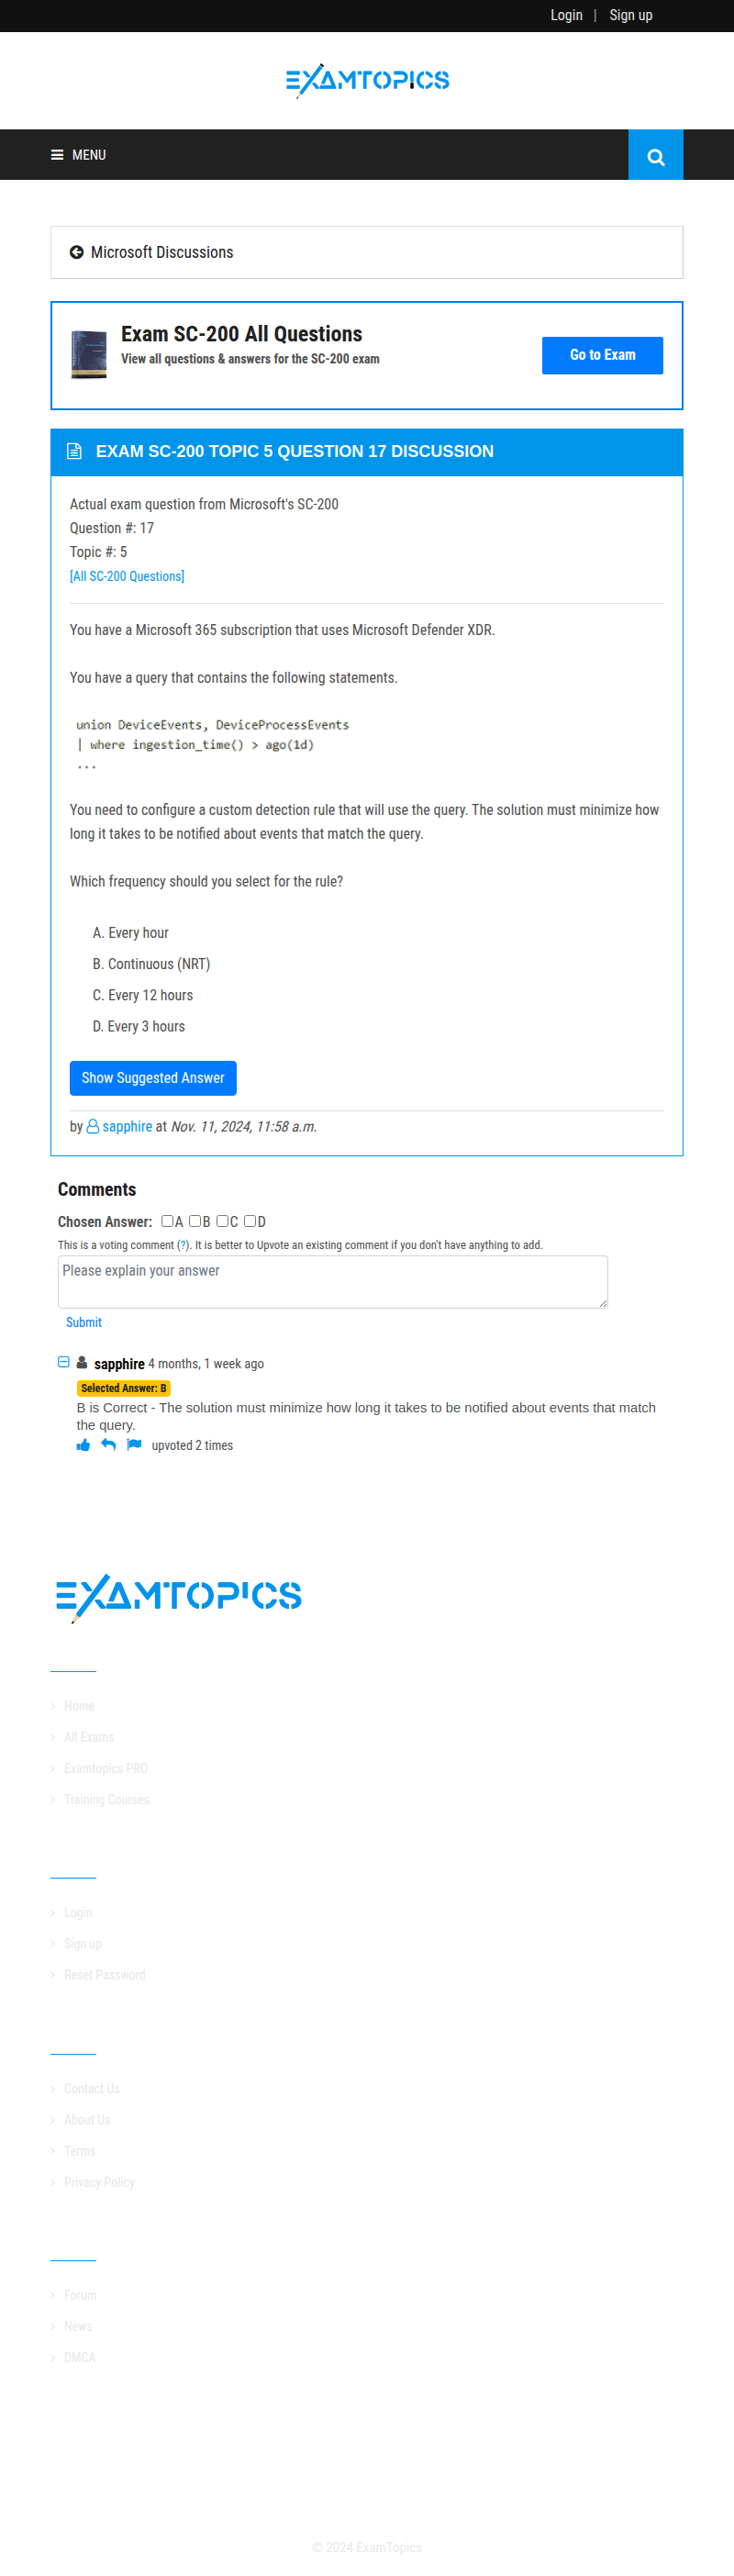 Login | Sign up
EXAMTOPICS
MENU
Microsoft Discussions
Exam SC-200 All Questions
View all questions & answers for the SC-200 exam
Go to Exam
EXAM SC-200 TOPIC 5 QUESTION 17 DISCUSSION
Actual exam question from Microsoft's SC-200
Question #: 17
Topic #: 5
[All SC-200 Questions]
You have a Microsoft 365 subscription that uses Microsoft Defender XDR.
You have a query that contains the following statements.
union DeviceEvents, DeviceProcessEvents
| where ingestion_time() > ago(1d)
...
You need to configure a custom detection rule that will use the query. The solution must minimize how
long it takes to be notified about events that match the query.
Which frequency should you select for the rule?
A. Every hour
B. Continuous (NRT)
C. Every 12 hours
D. Every 3 hours
Show Suggested Answer
by sapphire at Nov. 11, 2024, 11:58 a.m.
Comments
Chosen Answer: A B C D
This is a voting comment (?). It is better to Upvote an existing comment if you don't have anything to add.
Please explain your answer
Submit
sapphire 4 months, 1 week ago
Selected Answer: B
B is Correct - The solution must minimize how long it takes to be notified about events that match
the query.
upvoted 2 times
EXAMTOPICS
Home
All Exams
Examtopics PRO
Training Courses
Login
Sign up
Reset Password
Contact Us
About Us
Terms
Privacy Policy
Forum
News
DMCA
© 2024 ExamTopics